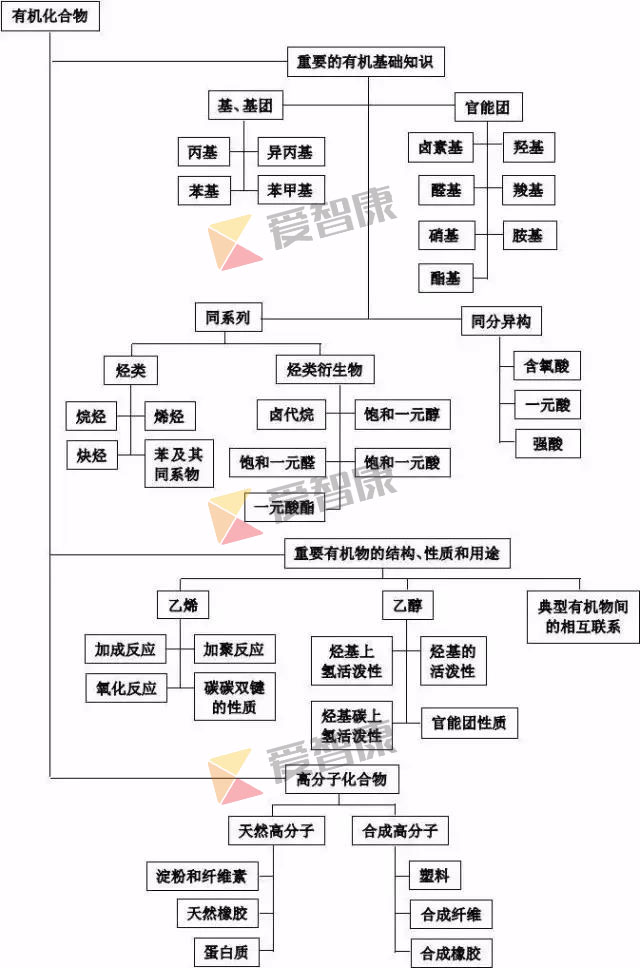 有机化合物
重要的有机基础知识
基、基团
官能团
丙基
异丙基
苯基
苯甲基
卤素基
羟基
醛基
羧基
硝基
胺基
酯基
爱智康
同系列
同分异构
烃类
烃类衍生物
烷烃
烯烃
炔烃
苯及其
同系物
卤代烷
饱和一元醇
饱和一元醛
饱和一元酸
一元酸酯
含氧酸
一元酸
强酸
爱智康
重要有机物的结构、性质和用途
乙烯
乙醇
典型有机物间
的相互联系
加成反应
加聚反应
氧化反应
碳碳双键
的性质
烃基上
氢活泼性
烃基的
活泼性
烃基碳上
氢活泼性
官能团性质
爱智康
高分子化合物
天然高分子
合成高分子
淀粉和纤维素
天然橡胶
蛋白质
塑料
合成纤维
合成橡胶